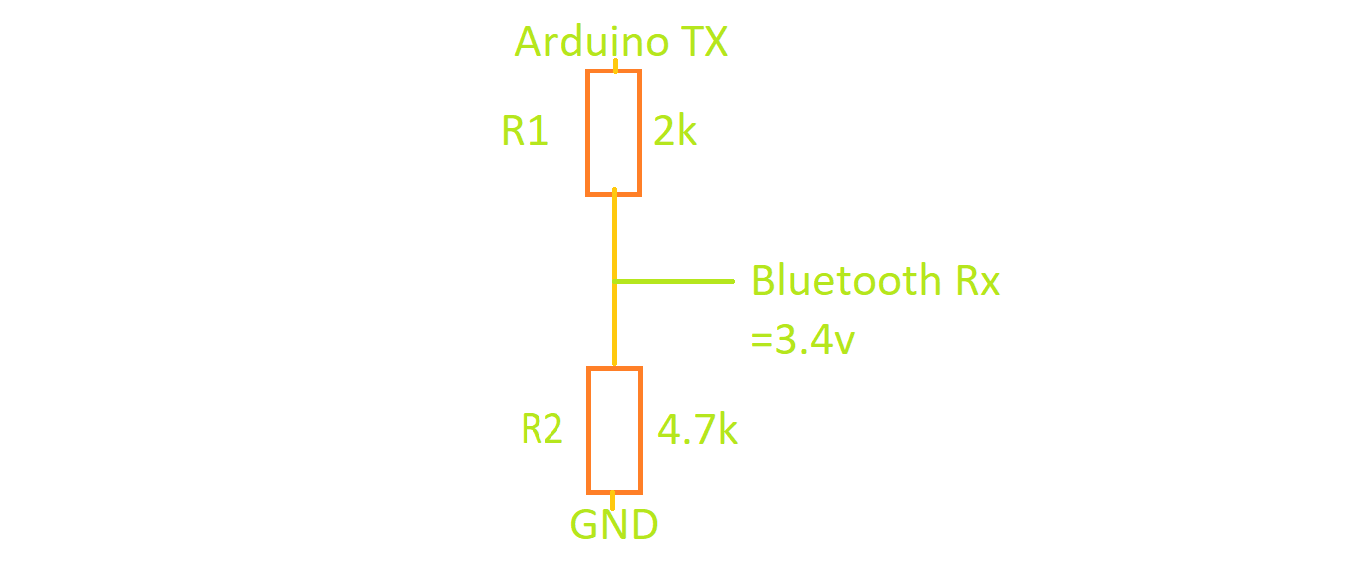 Arduino TX
R1 2k
Bluetooth Rx
=3.4v
R2 4.7k
GND